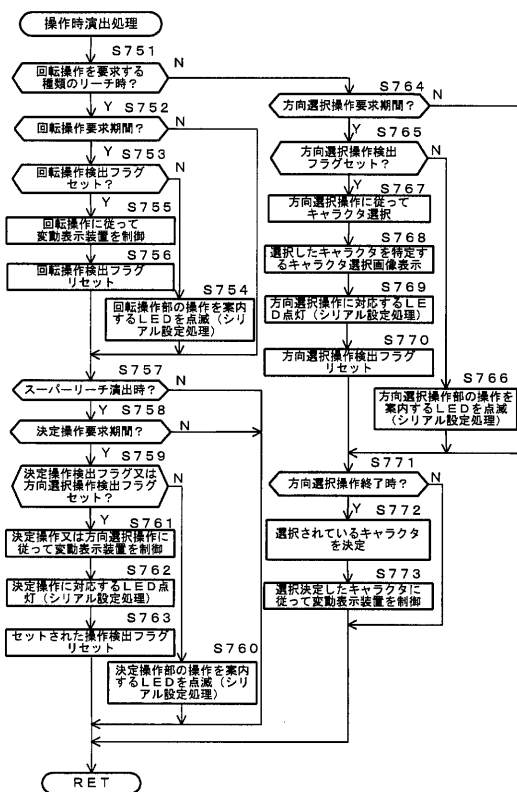 操作時演出処理
S751
回転操作を要求する
種類のリーチ時？
N
Y
S752
回転操作要求期間？
N
Y
S753
回転操作検出フラグ
セット？
N
Y
S755
回転操作に従って
変動表示装置を制御
S756
回転操作検出フラグ
リセット
S754
回転操作部の操作を案内
するＬＥＤを点滅（シリ
アル設定処理）
S757
スーパーリーチ演出時？
N
Y
S758
決定操作要求期間？
N
Y
S759
決定操作検出フラグ又は
方向選択操作検出フラグ
セット？
N
Y
S761
決定操作又は方向選択操作に
従って変動表示装置を制御
S762
決定操作に対応するＬＥＤ点
灯（シリアル設定処理）
S763
セットされた操作検出フラグ
リセット
S760
決定操作部の操作を案内
するＬＥＤを点滅（シリ
アル設定処理）
RET
S764
方向選択操作要求期間？
N
Y
S765
方向選択操作検出
フラグセット？
N
Y
S767
方向選択操作に従って
キャラクタ選択
S768
選択したキャラクタを特定す
るキャラクタ選択画像表示
S769
方向選択操作に対応するＬＥ
Ｄ点灯（シリアル設定処理）
S770
方向選択操作検出フラグ
リセット
S766
方向選択操作部の操作を
案内するＬＥＤを点滅
（シリアル設定処理）
S771
方向選択操作終了時？
N
Y
S772
選択されているキャラクタ
を決定
S773
選択決定したキャラクタに
従って変動表示装置を制御